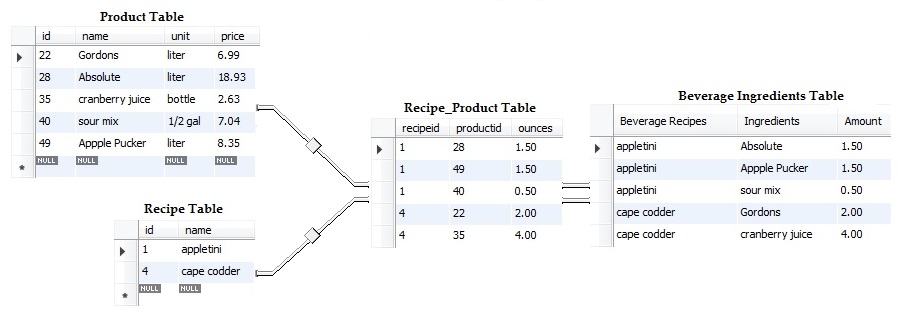 Product Table
id name unit price
22 Gordons liter 6.99
28 Absolute liter 18.93
35 cranberry juice bottle 2.63
40 sour mix 1/2 gal 7.04
49 Appple Pucker liter 8.35
NULL NULL NULL NULL
Recipe Table
id name
1 appletini
4 cape codder
NULL NULL
Recipe_Product Table
recipeid productid ounces
1 28 1.50
1 49 1.50
1 40 0.50
4 22 2.00
4 35 4.00
Beverage Ingredients Table
Beverage Recipes Ingredients Amount
appletini Absolute 1.50
appletini Appple Pucker 1.50
appletini sour mix 0.50
cape codder Gordons 2.00
cape codder cranberry juice 4.00